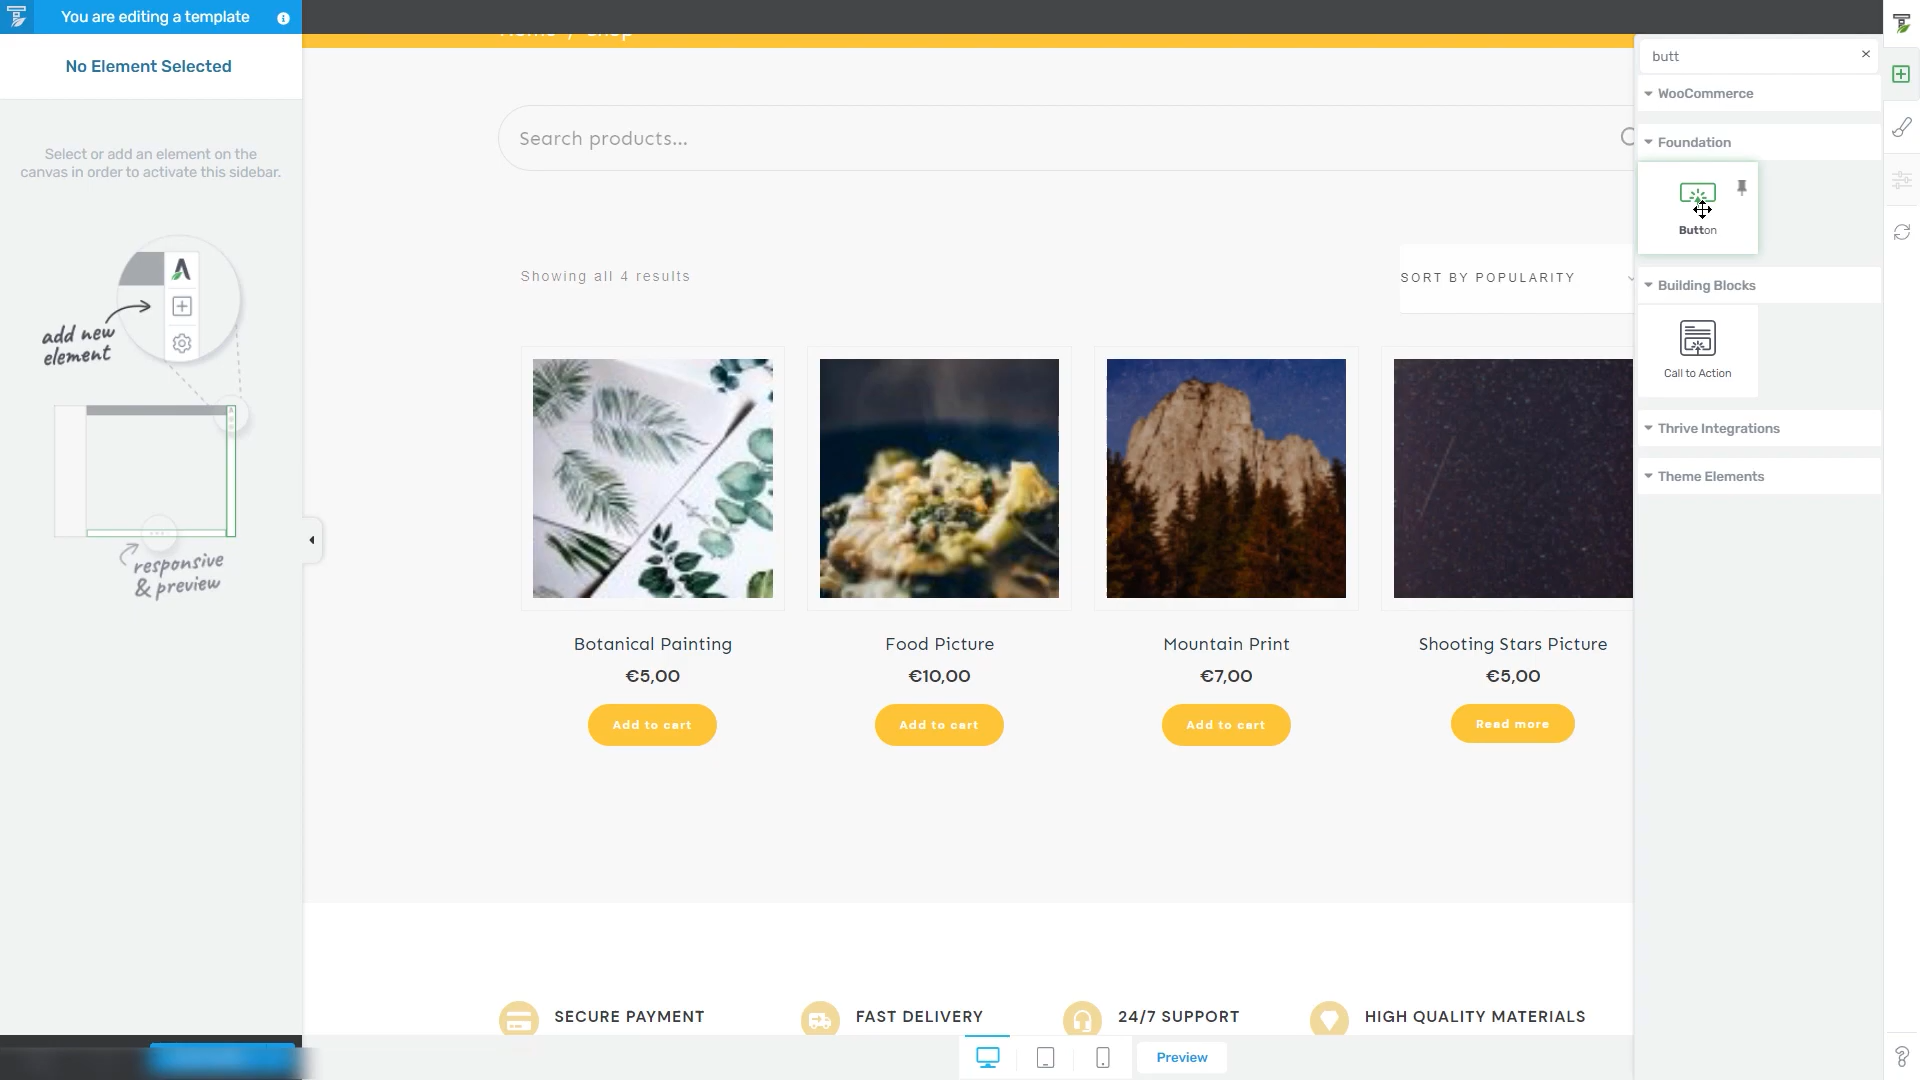 You are editing a template
No Element Selected
Select or add an element on the
canvas in order to activate this sidebar.
add new
element
responsive
& preview
Home / Shop
Search products...
Showing all 4 results
SORT BY POPULARITY
Botanical Painting
€5,00
Add to cart
Food Picture
€10,00
Add to cart
Mountain Print
€7,00
Add to cart
Shooting Stars Picture
€5,00
Read more
SECURE PAYMENT
FAST DELIVERY
24/7 SUPPORT
HIGH QUALITY MATERIALS
Preview
butt
WooCommerce
Foundation
Button
Building Blocks
Call to Action
Thrive Integrations
Theme Elements